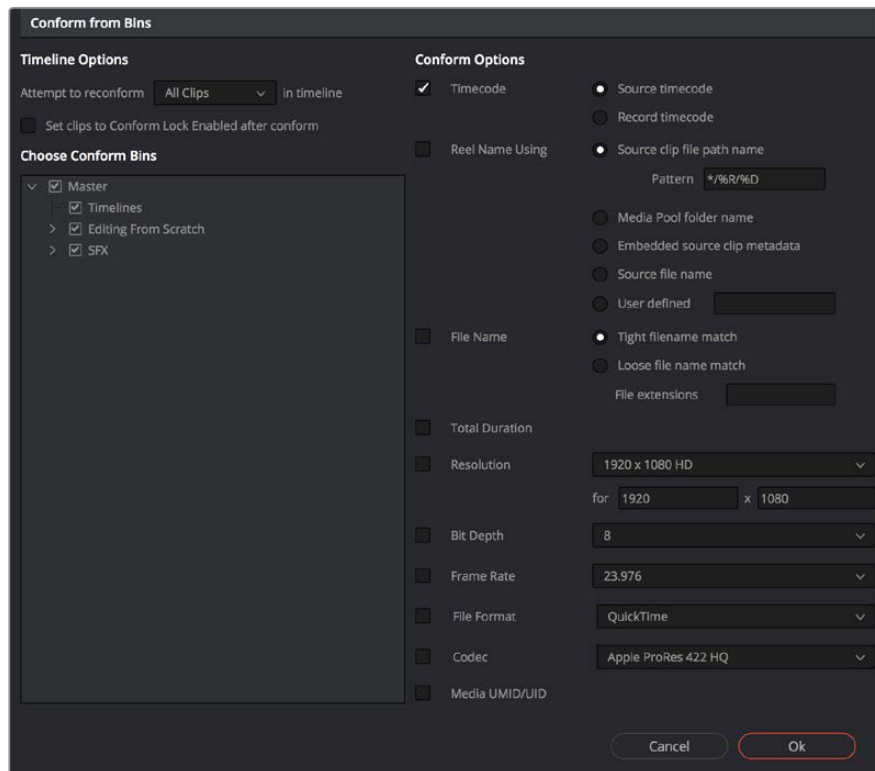 Conform from Bins
Timeline Options
Attempt to reconform All Clips in timeline
Set clips to Conform Lock Enabled after conform
Choose Conform Bins
Master
Timelines
Editing From Scratch
SFX
Conform Options
Timecode
Source timecode
Record timecode
Reel Name Using
Source clip file path name
Pattern */%R/%D
Media Pool folder name
Embedded source clip metadata
Source file name
User defined
File Name
Tight filename match
Loose file name match
File extensions
Total Duration
Resolution 1920 x 1080 HD
for 1920 x 1080
Bit Depth 8
Frame Rate 23.976
File Format QuickTime
Codec Apple ProRes 422 HQ
Media UMID/UID
Cancel Ok